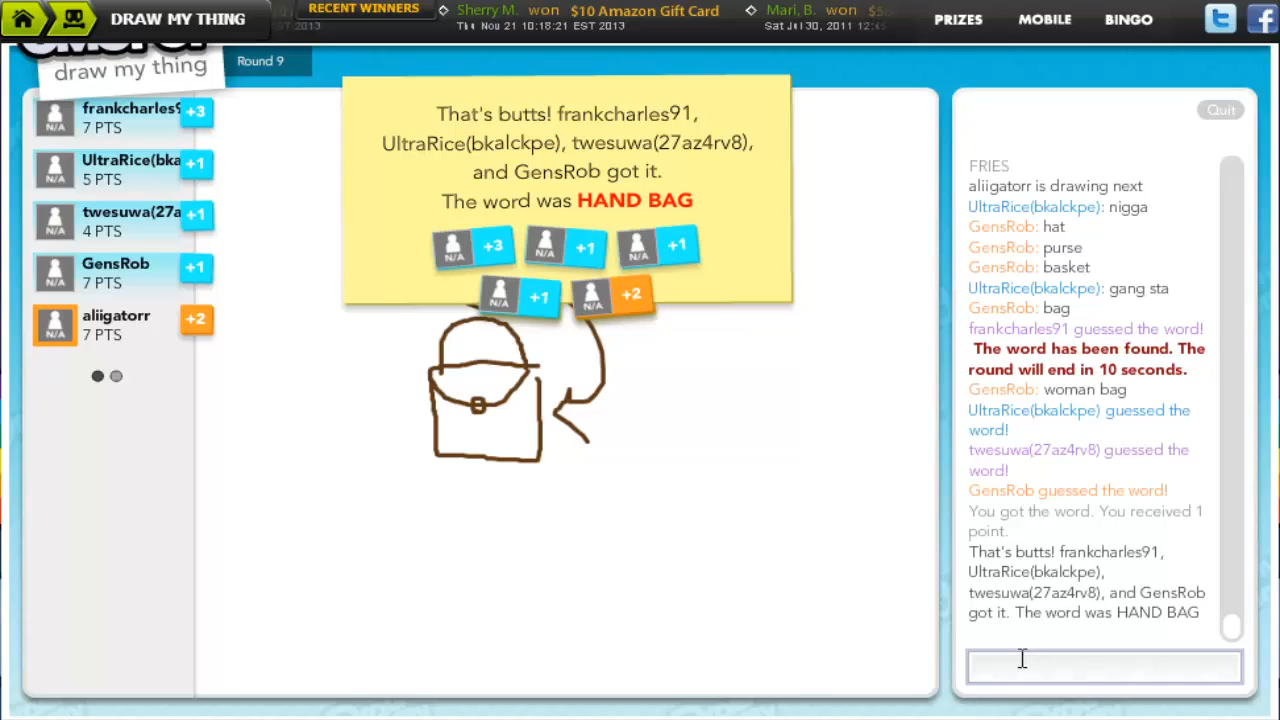 DRAW MY THING
RECENT WINNERS
Sherry M. won $10 Amazon Gift Card
Thu Nov 21 10:18:21 EST 2013
Mari, B. won
Sat Jul 30, 2011
EST 2013
PRIZES
MOBILE
BINGO
draw my thing
Round 9
frankcharles9
7 PTS
+3
UltraRice(bka
5 PTS
+1
twesuwa(27a
4 PTS
+1
GensRob
7 PTS
+1
aliigatorr
7 PTS
+2
N/A
N/A
N/A
N/A
N/A
That's butts! frankcharles91,
UltraRice(bkalckpe), twesuwa(27az4rv8),
and GensRob got it.
The word was HAND BAG
N/A +3
N/A +1
N/A +1
N/A +1
N/A +2
Quit
FRIES
aliigatorr is drawing next
UltraRice(bkalckpe): nigga
GensRob: hat
GensRob: purse
GensRob: basket
UltraRice(bkalckpe): gang sta
GensRob: bag
frankcharles91 guessed the word!
The word has been found. The
round will end in 10 seconds.
GensRob: woman bag
UltraRice(bkalckpe) guessed the
word!
twesuwa(27az4rv8) guessed the
word!
GensRob guessed the word!
You got the word. You received 1
point.
That's butts! frankcharles91,
UltraRice(bkalckpe),
twesuwa(27az4rv8), and GensRob
got it. The word was HAND BAG